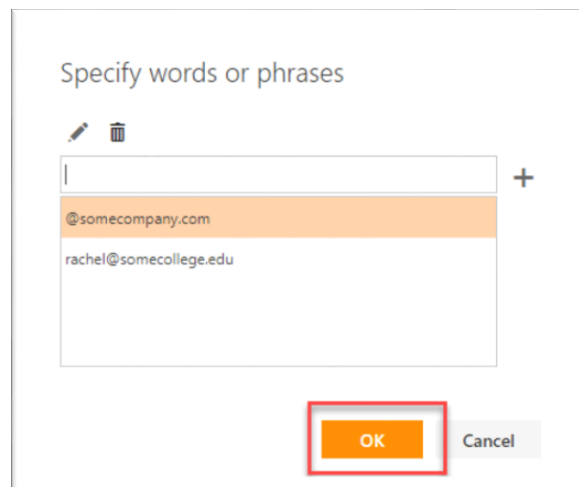 Specify words or phrases
@somecompany.com
rachel@somecollege.edu
OK
Cancel